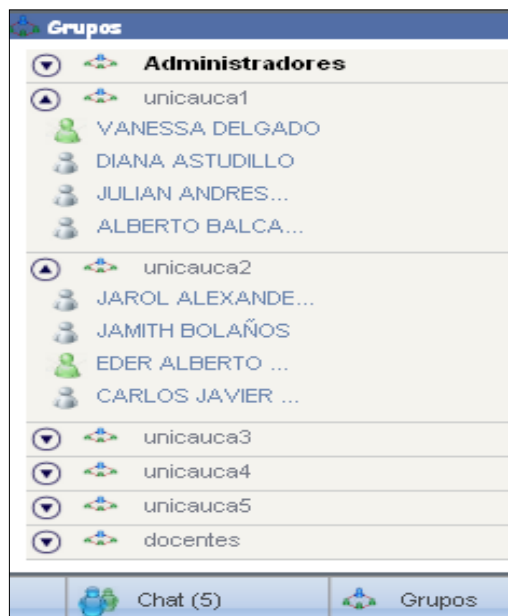 Grupos
Administradores
unicauca1
VANESSA DELGADO
DIANA ASTUDILLO
JULIAN ANDRES...
ALBERTO BALCA...
unicauca2
JAROL ALEXANDE...
JAMITH BOLAÑOS
EDER ALBERTO ...
CARLOS JAVIER ...
unicauca3
unicauca4
unicauca5
docentes
Chat (5) Grupos